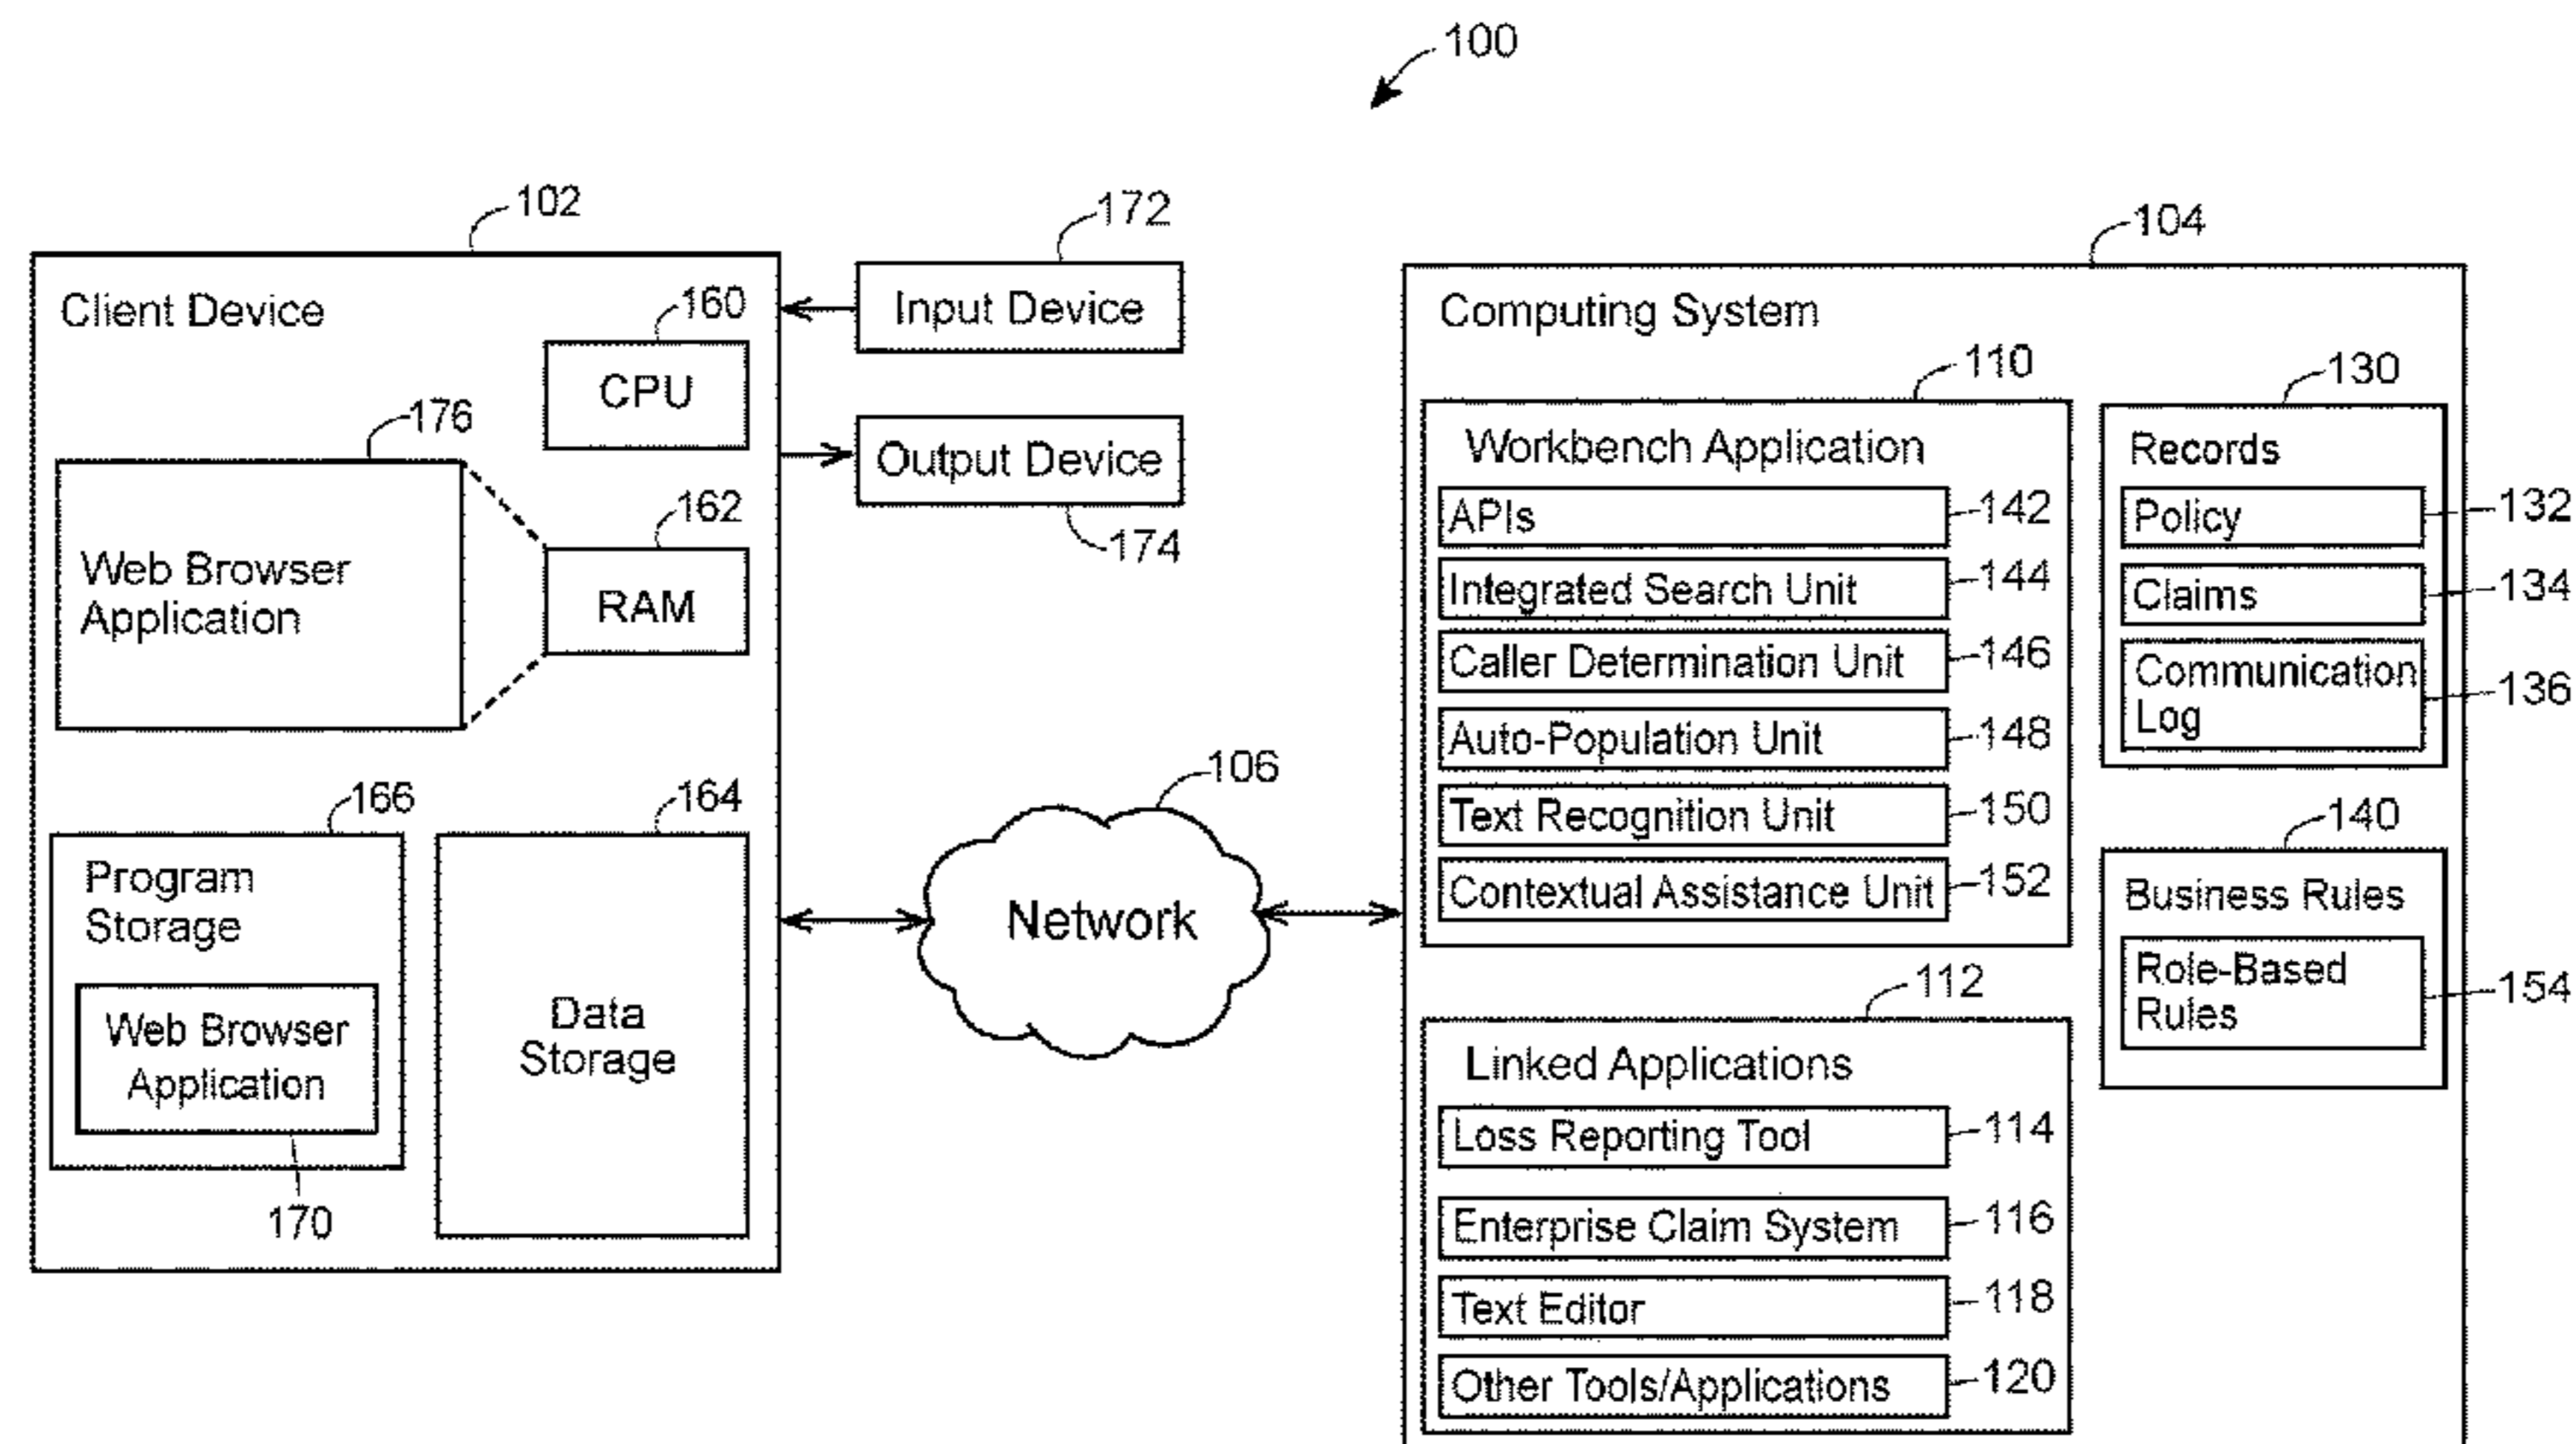 100
102
Client Device
160
CPU
176
Web Browser
Application
162
RAM
166
Program
Storage
Web Browser
Application
170
164
Data
Storage
172
Input Device
Output Device
174
106
Network
104
Computing System
110
Workbench Application
APIs
142
Integrated Search Unit
144
Caller Determination Unit
146
Auto-Population Unit
148
Text Recognition Unit
150
Contextual Assistance Unit
152
112
Linked Applications
Loss Reporting Tool
114
Enterprise Claim System
116
Text Editor
118
Other Tools/Applications
120
130
Records
Policy
132
Claims
134
Communication
Log
136
140
Business Rules
Role-Based
Rules
154